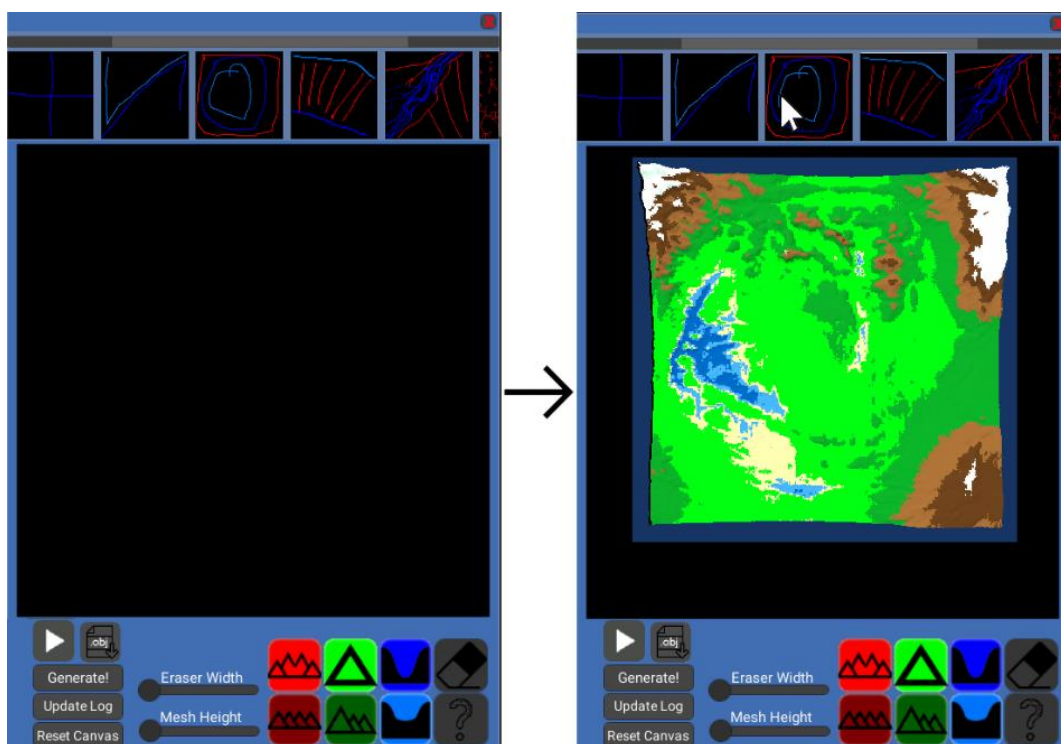 .obj
Generate!
Eraser Width
Update Log
Mesh Height
Reset Canvas
?
.obj
Generate!
Eraser Width
Update Log
Mesh Height
Reset Canvas
?